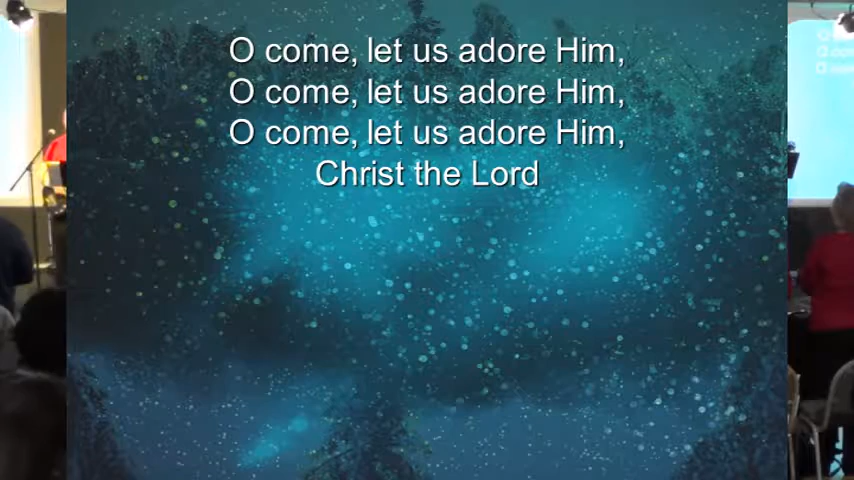 O come, let us adore Him,
O come, let us adore Him,
O come, let us adore Him,
Christ the Lord